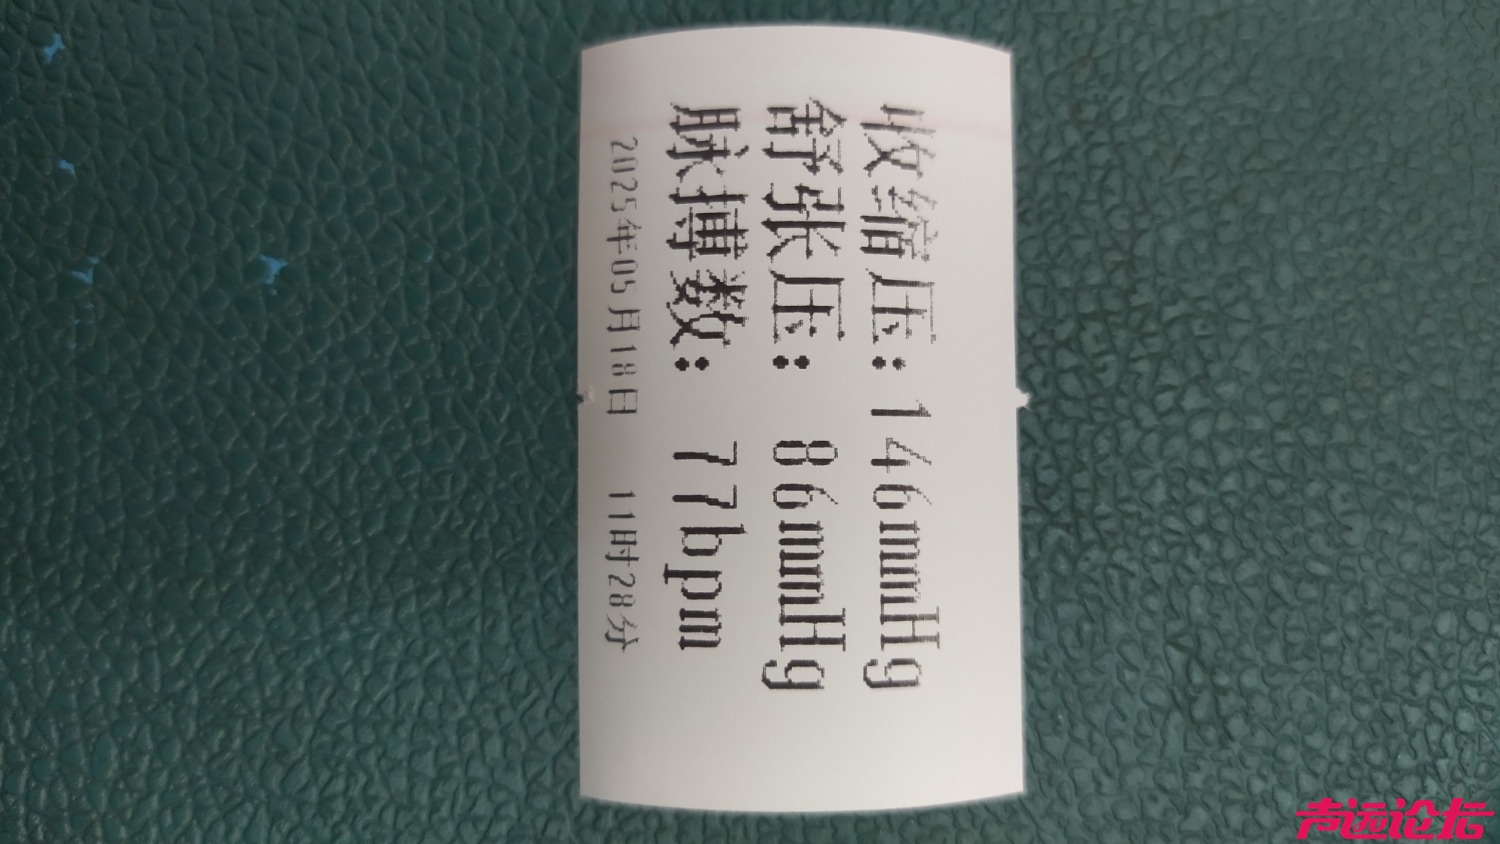 收缩压：146mmHg
舒张压： 86mmHg
脉搏数： 77bpm
2025年05月18日 11时28分
声远论坛